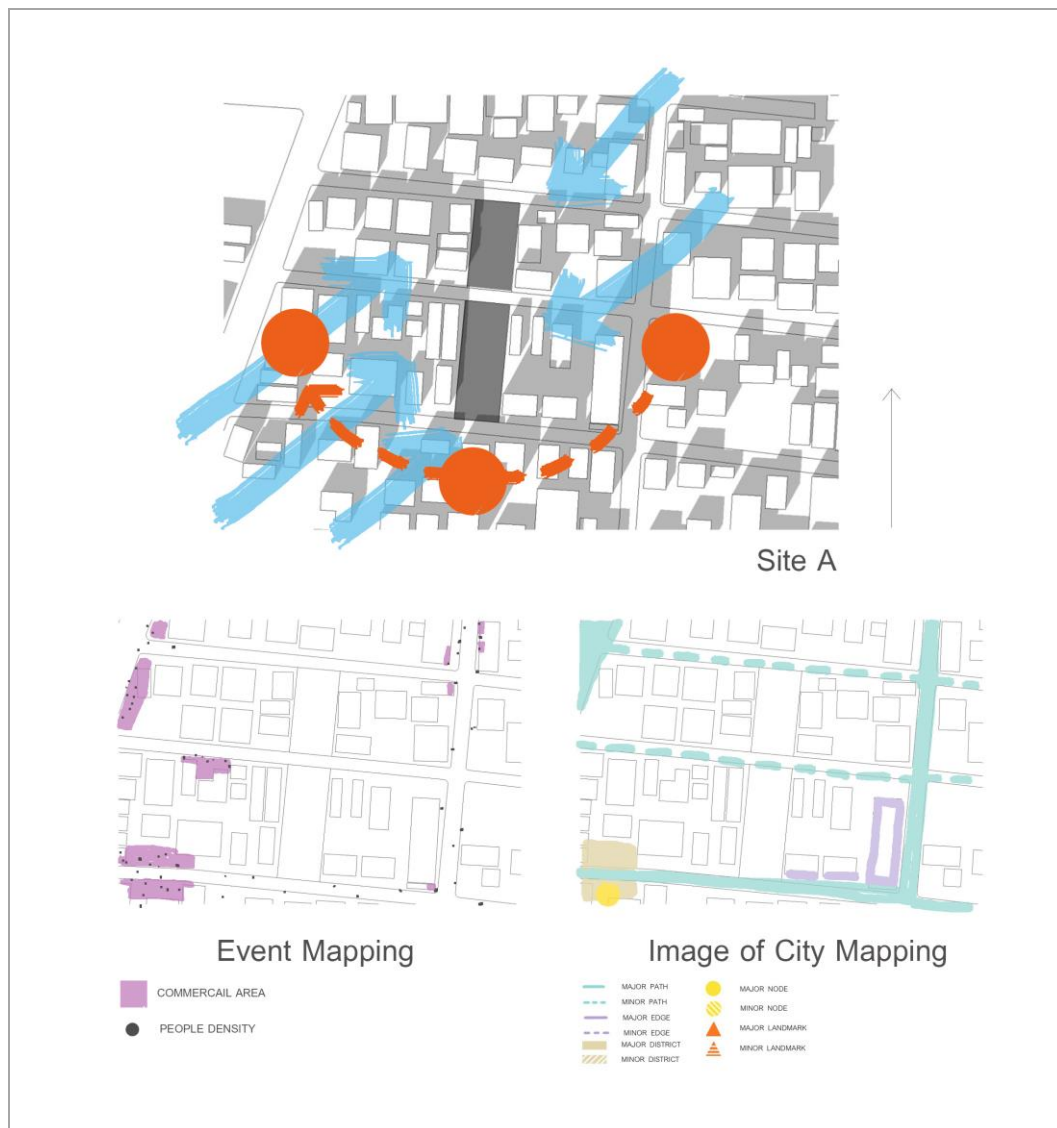 Site A
Event Mapping
COMMERCAIL AREA
PEOPLE DENSITY
Image of City Mapping
MAJOR PATH
MINOR PATH
MAJOR EDGE
MINOR EDGE
MAJOR DISTRICT
MINOR DISTRICT
MAJOR NODE
MINOR NODE
MAJOR LANDMARK
MINOR LANDMARK